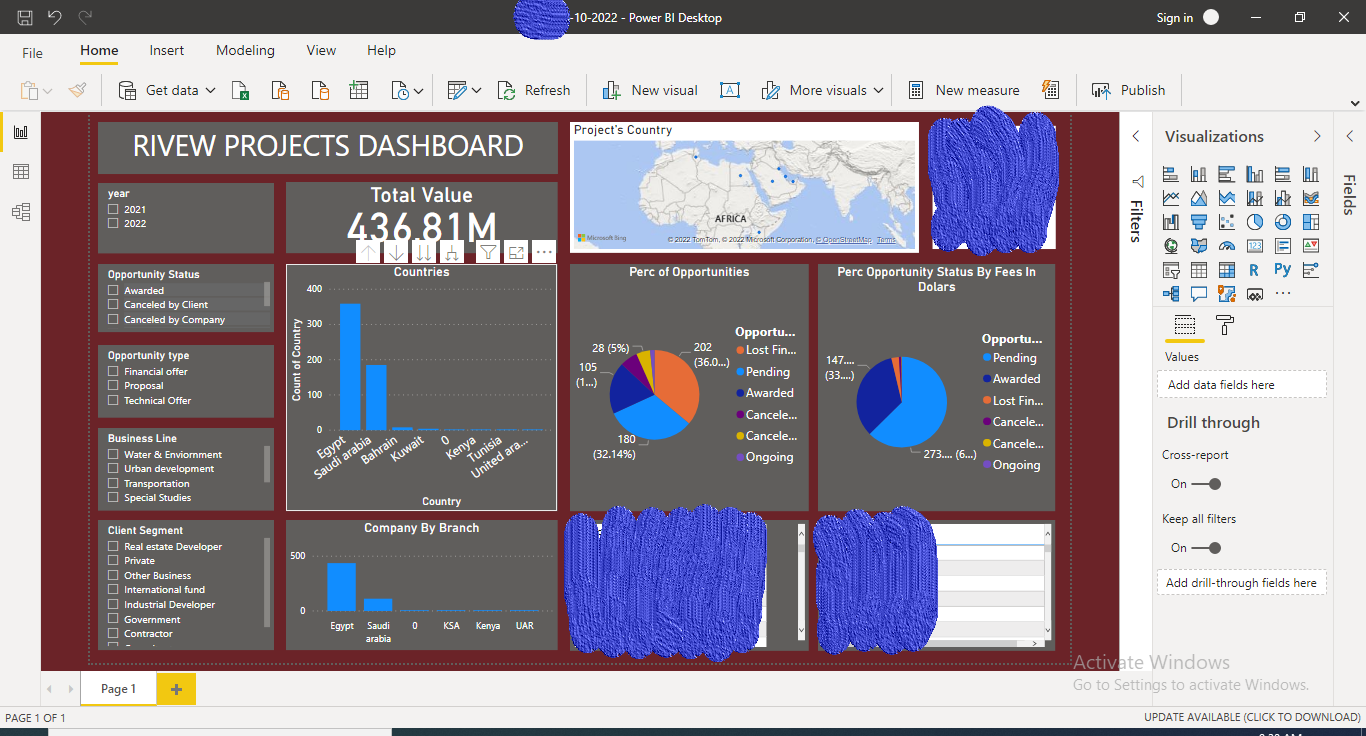 -10-2022 - Power BI Desktop
Sign in
File
Home
Insert
Modeling
View
Help
Get data
Refresh
New visual
More visuals
New measure
Publish
RIVEW PROJECTS DASHBOARD
year
2021
2022
Total Value
436.81M
Project's Country
AFRICA
Microsoft Bing
© 2022 TomTom, © 2022 Microsoft Corporation, © OpenStreetMap Terms
Opportunity Status
Awarded
Canceled by Client
Canceled by Company
Opportunity type
Financial offer
Proposal
Technical Offer
Business Line
Water & Enviornment
Urban development
Transportation
Special Studies
Client Segment
Real estate Developer
Private
Other Business
International fund
Industrial Developer
Government
Contractor
Countries
Count of Country
400
300
200
100
0
Egypt
Saudi arabia
Bahrain
Kuwait
0
Kenya
Tunisia
United ara...
Country
Perc of Opportunities
28 (5%)
105
(1...)
180
(32.14%)
202
(36.0...)
Opportu...
Lost Fin...
Pending
Awarded
Cancele...
Cancele...
Ongoing
Perc Opportunity Status By Fees In
Dolars
147....
(33....)
273.... (6...)
Opportu...
Pending
Awarded
Lost Fin...
Cancele...
Cancele...
Ongoing
Company By Branch
500
0
Egypt
Saudi
arabia
0
KSA
Kenya
UAR
Filters
Visualizations
R
Py
123
Values
Add data fields here
Drill through
Cross-report
On
Keep all filters
On
Add drill-through fields here
Fields
Activate Windows
Go to Settings to activate Windows.
Page 1
PAGE 1 OF 1
UPDATE AVAILABLE (CLICK TO DOWNLOAD)